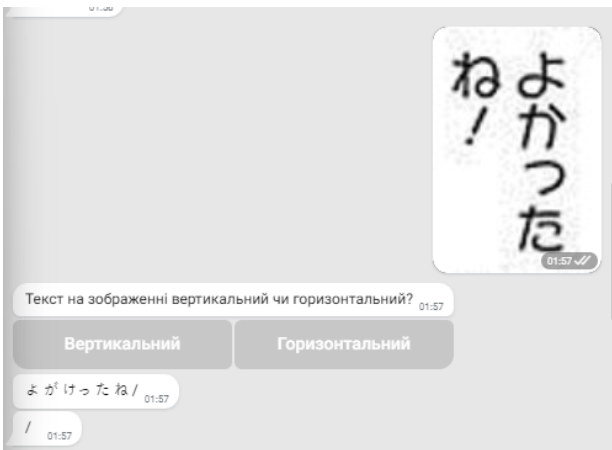 01:56
よかった
ね!
01:57
Текст на зображенні вертикальний чи горизонтальний? 01:57
Вертикальний
Горизонтальний
よ が け っ た ね / 01:57
/ 01:57